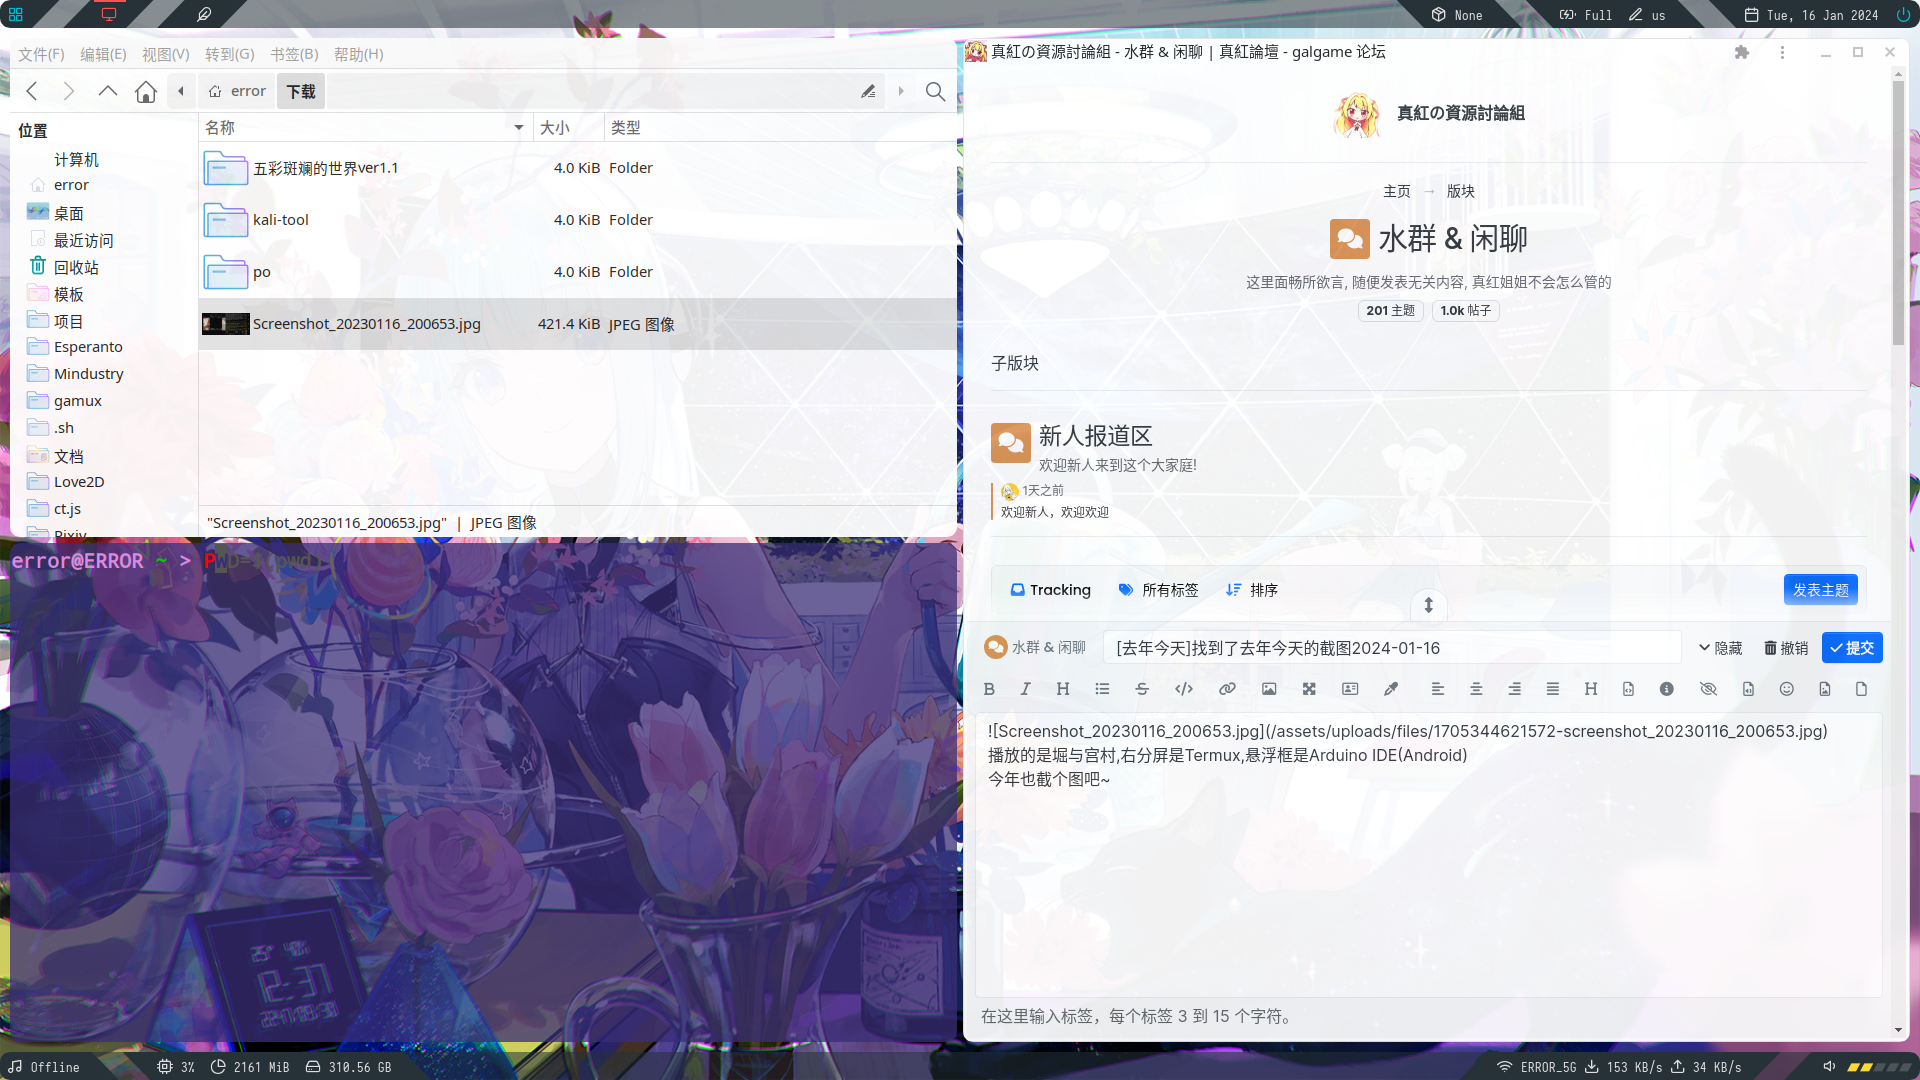 None
Full
us
Tue, 16 Jan 2024
文件(F) 编辑(E) 视图(V) 转到(G) 书签(B) 帮助(H)
error
下载
位置
计算机
error
桌面
最近访问
回收站
模板
项目
Esperanto
Mindustry
gamux
.sh
文档
Love2D
ct.js
Pixiv
名称 大小 类型
五彩斑斓的世界ver1.1 4.0 KiB Folder
kali-tool 4.0 KiB Folder
po 4.0 KiB Folder
Screenshot_20230116_200653.jpg 421.4 KiB JPEG 图像
"Screenshot_20230116_200653.jpg" | JPEG 图像
error@ERROR ~ > PWD=$(pwd)
真紅の資源討論組 - 水群 & 闲聊 | 真紅論壇 - galgame 论坛
真紅の資源討論組
主页 → 版块
水群 & 闲聊
这里面畅所欲言, 随便发表无关内容, 真红姐姐不会怎么管的
201 主题 1.0k 帖子
子版块
新人报道区
欢迎新人来到这个大家庭!
1天之前
欢迎新人，欢迎欢迎
Tracking 所有标签 排序 发表主题
水群 & 闲聊 [去年今天]找到了去年今天的截图2024-01-16 隐藏 撤销 提交
![Screenshot_20230116_200653.jpg](/assets/uploads/files/1705344621572-screenshot_20230116_200653.jpg)
播放的是堀与宫村,右分屏是Termux,悬浮框是Arduino IDE(Android)
今年也截个图吧~
在这里输入标签，每个标签 3 到 15 个字符。
Offline 3% 2161 MiB 310.56 GB
ERROR_5G 153 KB/s 34 KB/s